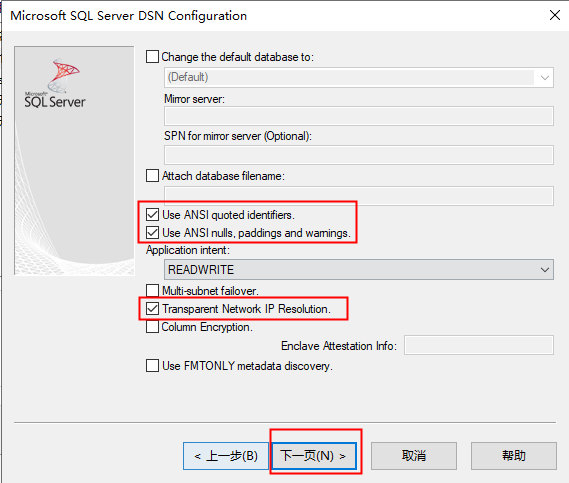 Microsoft SQL Server DSN Configuration
Microsoft
SQL Server
Change the default database to:
(Default)
Mirror server:
SPN for mirror server (Optional):
Attach database filename:
Use ANSI quoted identifiers.
Use ANSI nulls, paddings and warnings.
Application intent:
READWRITE
Multi-subnet failover.
Transparent Network IP Resolution.
Column Encryption.
Enclave Attestation Info:
Use FMTONLY metadata discovery.
< 上一步(B)
下一页(N) >
取消
帮助